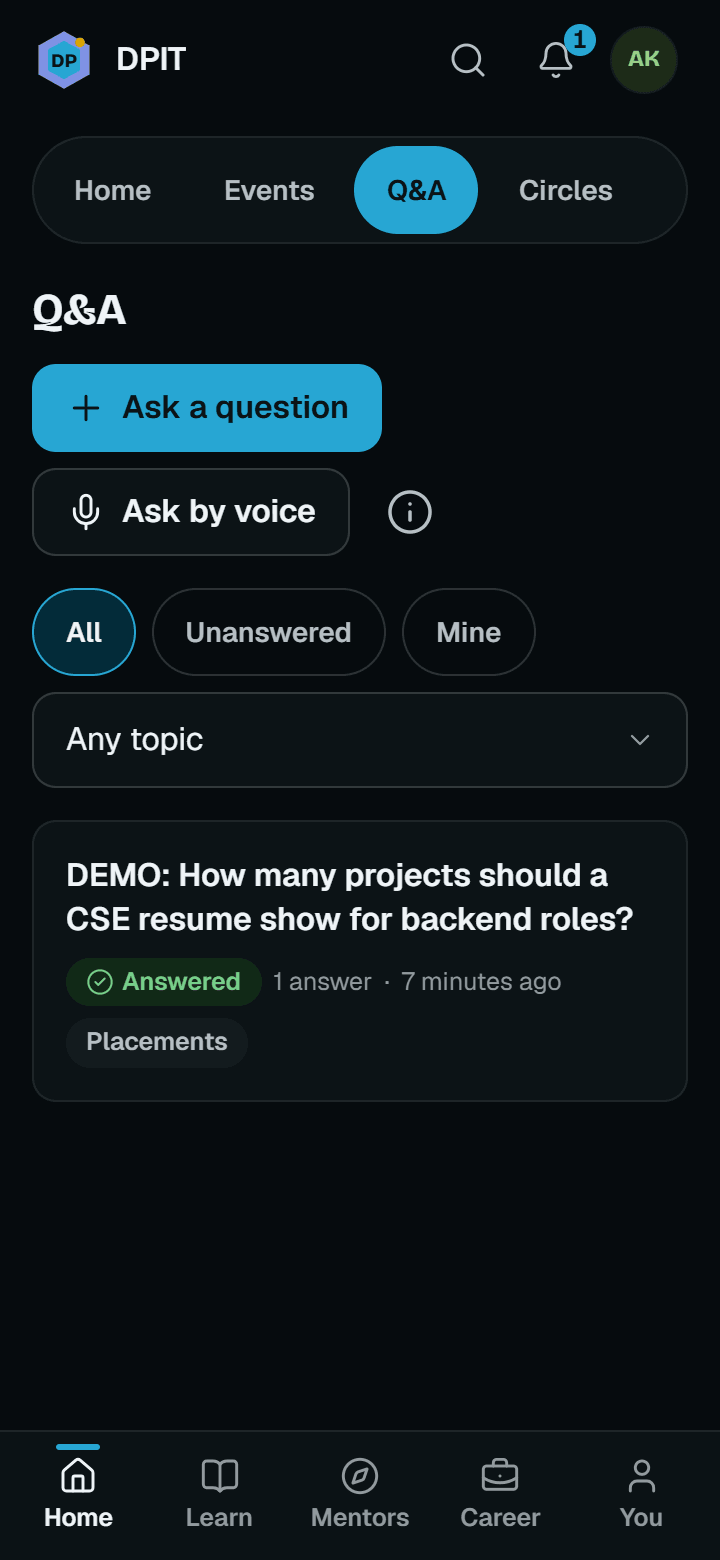 DP DPIT 1 AK
Home Events Q&A Circles
Q&A
Ask a question
Ask by voice
All Unanswered Mine
Any topic
DEMO: How many projects should a
CSE resume show for backend roles?
Answered 1 answer · 7 minutes ago
Placements
Home Learn Mentors Career You